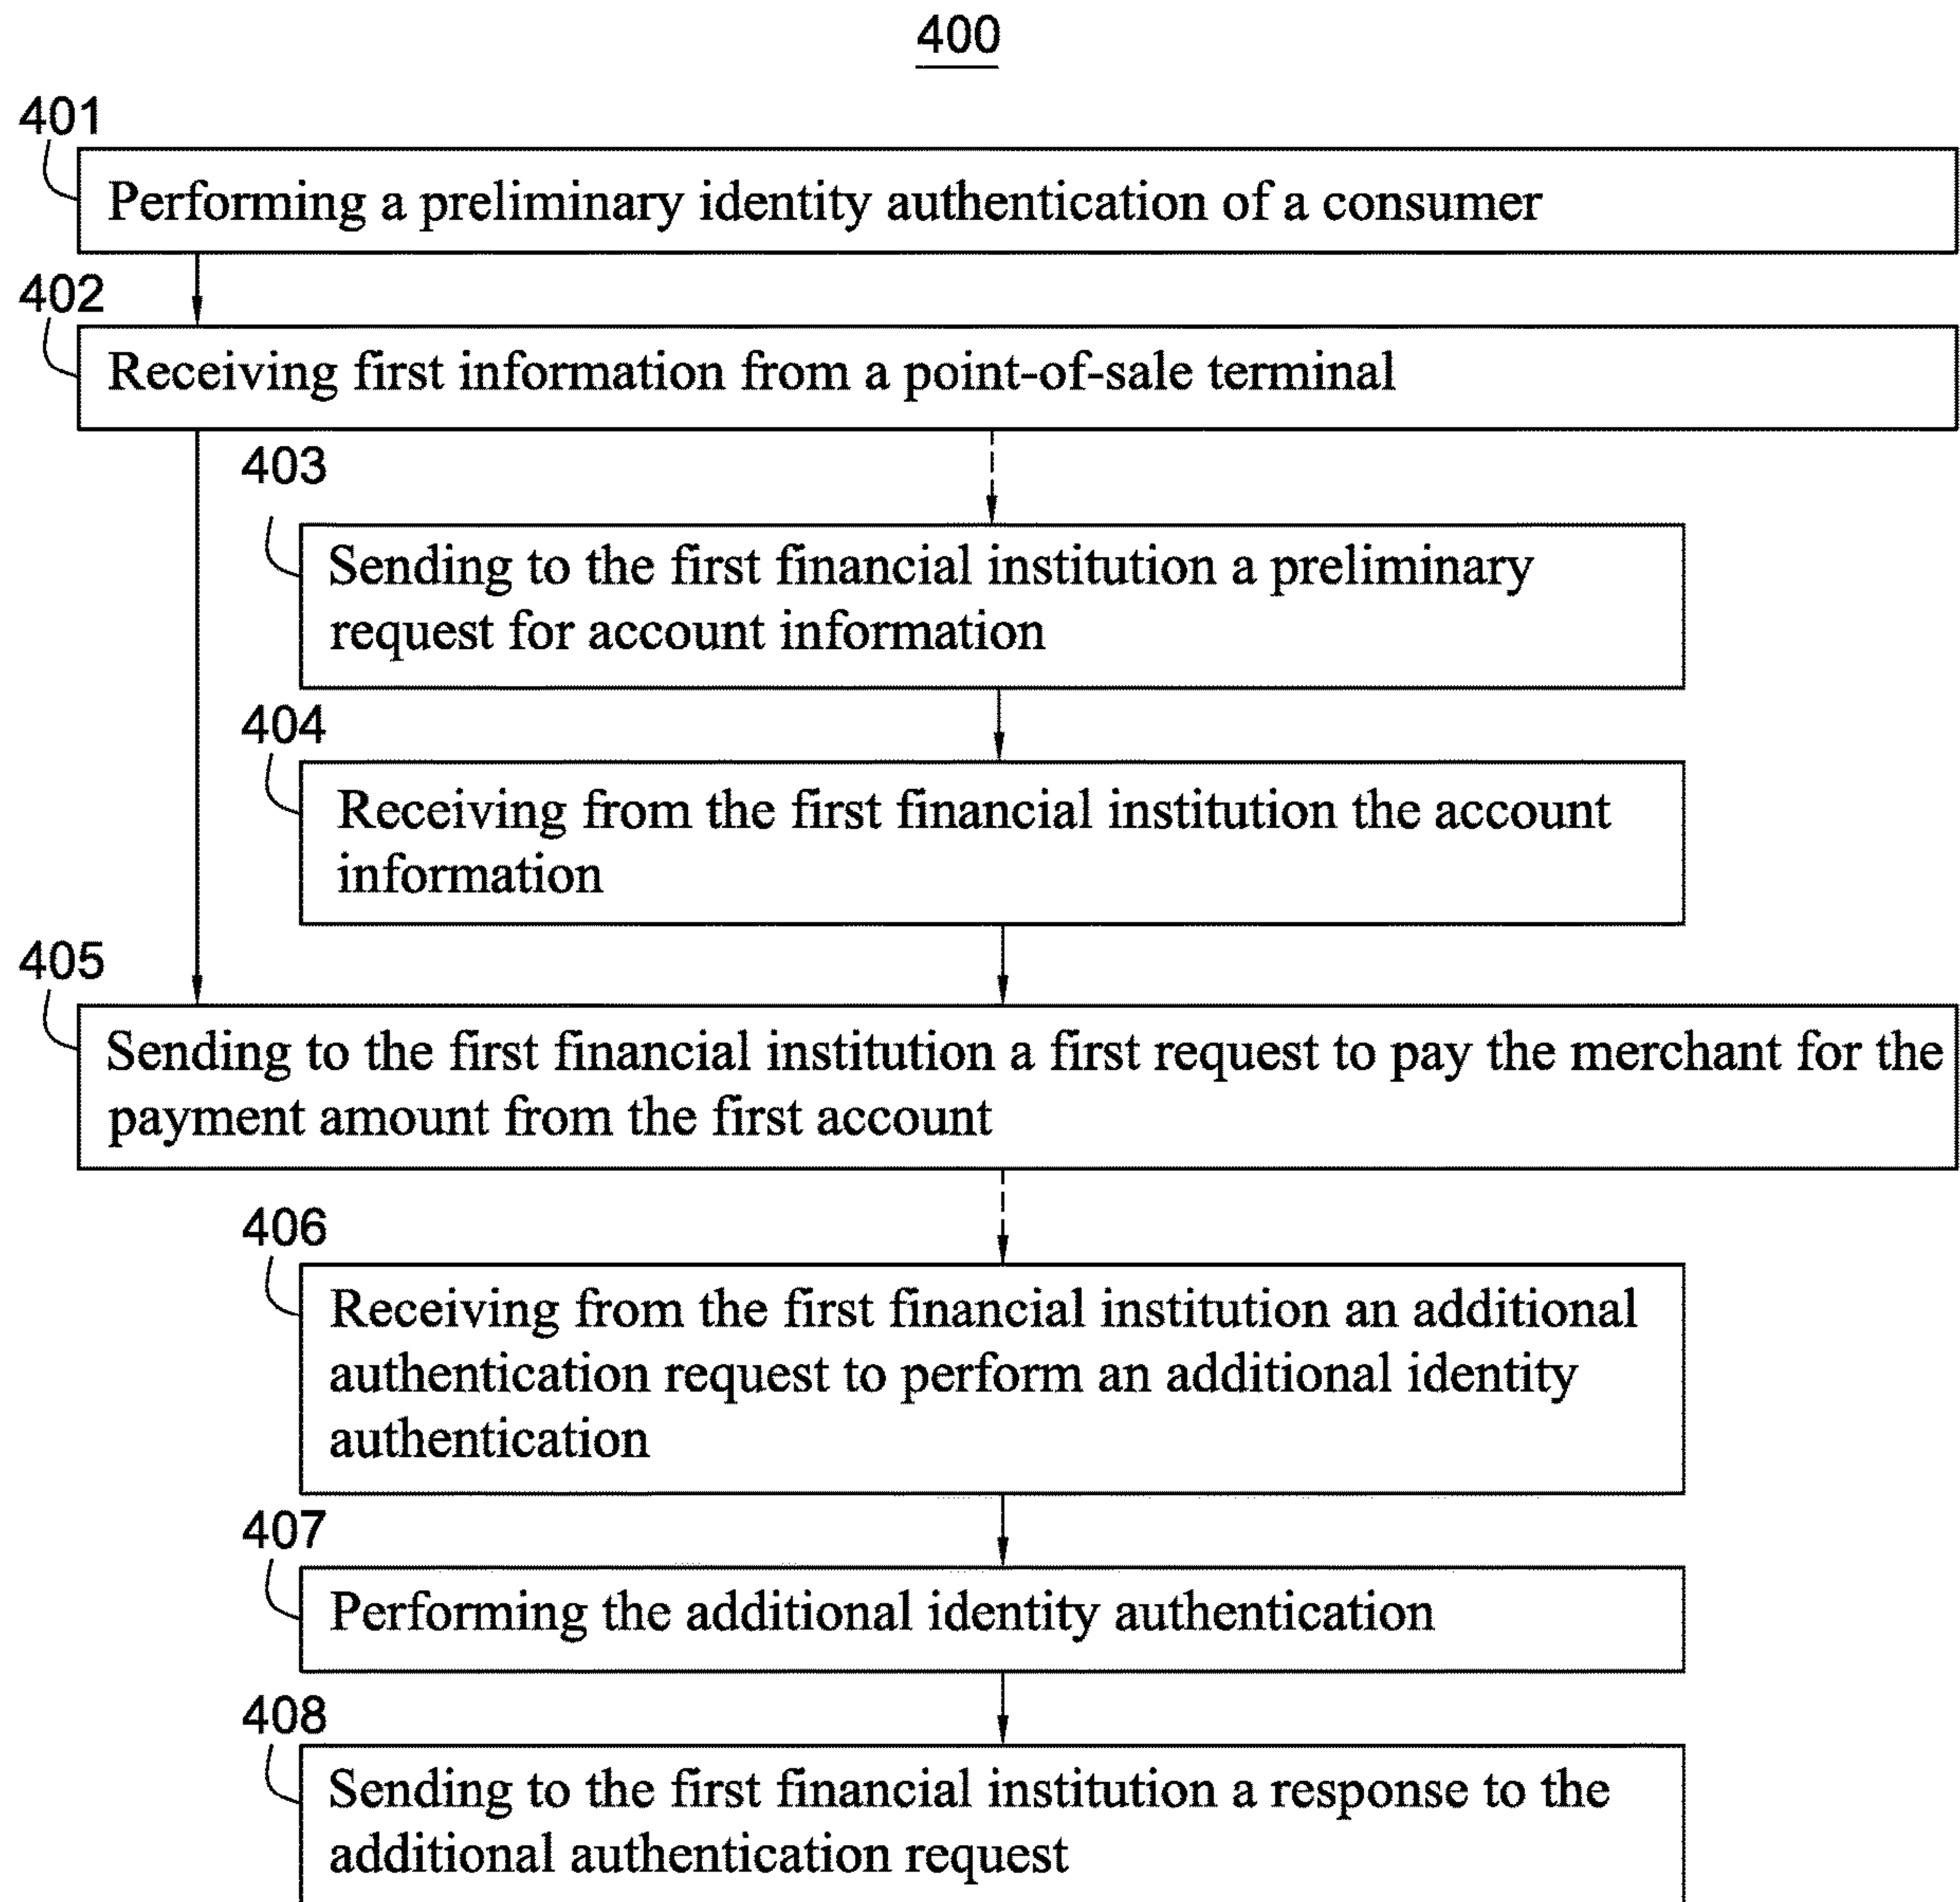 400
401
Performing a preliminary identity authentication of a consumer
402
Receiving first information from a point-of-sale terminal
403
Sending to the first financial institution a preliminary
request for account information
404
Receiving from the first financial institution the account
information
405
Sending to the first financial institution a first request to pay the merchant for the
payment amount from the first account
406
Receiving from the first financial institution an additional
authentication request to perform an additional identity
authentication
407
Performing the additional identity authentication
408
Sending to the first financial institution a response to the
additional authentication request